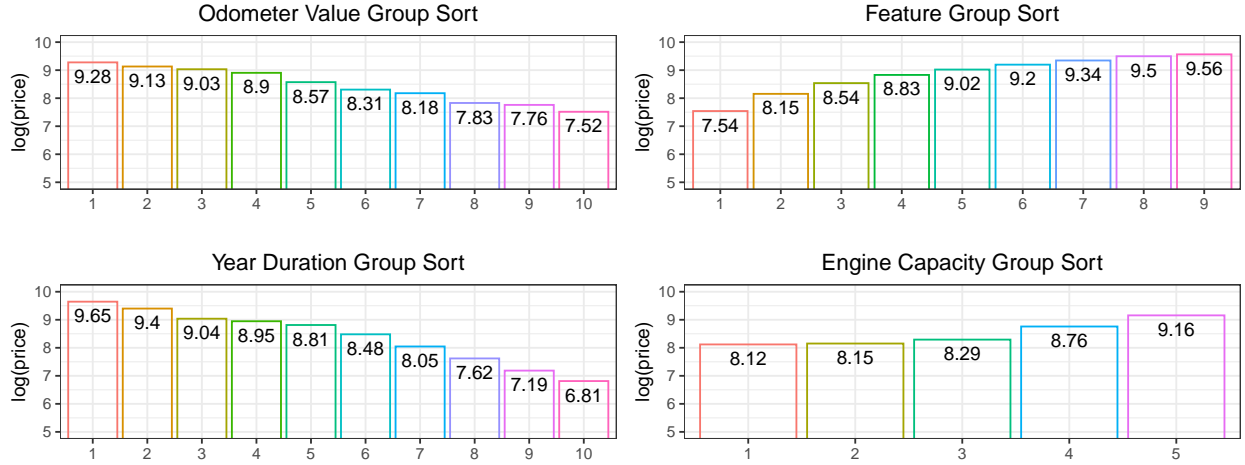 Odometer Value Group Sort
log(price)
10
9
8
7
6
5
9.28 9.13 9.03 8.9 8.57 8.31 8.18 7.83 7.76 7.52
1 2 3 4 5 6 7 8 9 10
Feature Group Sort
log(price)
10
9
8
7
6
5
7.54 8.15 8.54 8.83 9.02 9.2 9.34 9.5 9.56
1 2 3 4 5 6 7 8 9
Year Duration Group Sort
log(price)
10
9
8
7
6
5
9.65 9.4 9.04 8.95 8.81 8.48 8.05 7.62 7.19 6.81
1 2 3 4 5 6 7 8 9 10
Engine Capacity Group Sort
log(price)
10
9
8
7
6
5
8.12 8.15 8.29 8.76 9.16
1 2 3 4 5